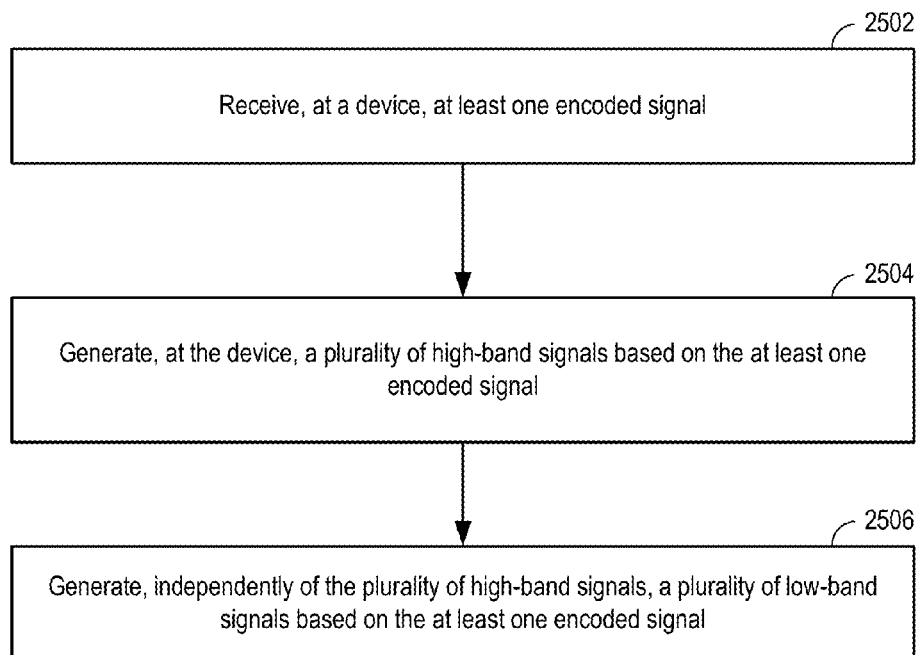 2502
Receive, at a device, at least one encoded signal
2504
Generate, at the device, a plurality of high-band signals based on the at least one
encoded signal
2506
Generate, independently of the plurality of high-band signals, a plurality of low-band
signals based on the at least one encoded signal